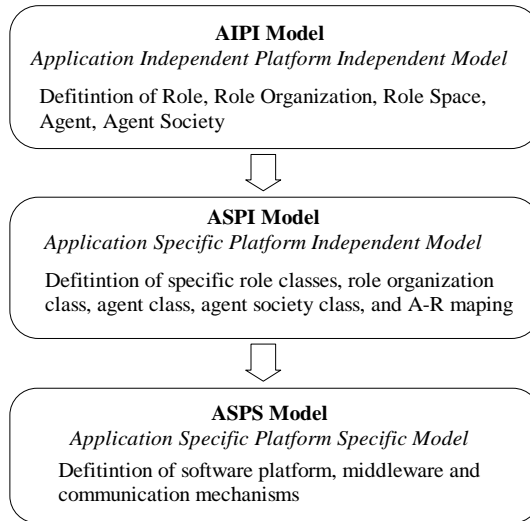 AIPI Model
Application Independent Platform Independent Model
Defitintion of Role, Role Organization, Role Space,
Agent, Agent Society
ASPI Model
Application Specific Platform Independent Model
Defitintion of specific role classes, role organization
class, agent class, agent society class, and A-R maping
ASPS Model
Application Specific Platform Specific Model
Defitintion of software platform, middleware and
communication mechanisms